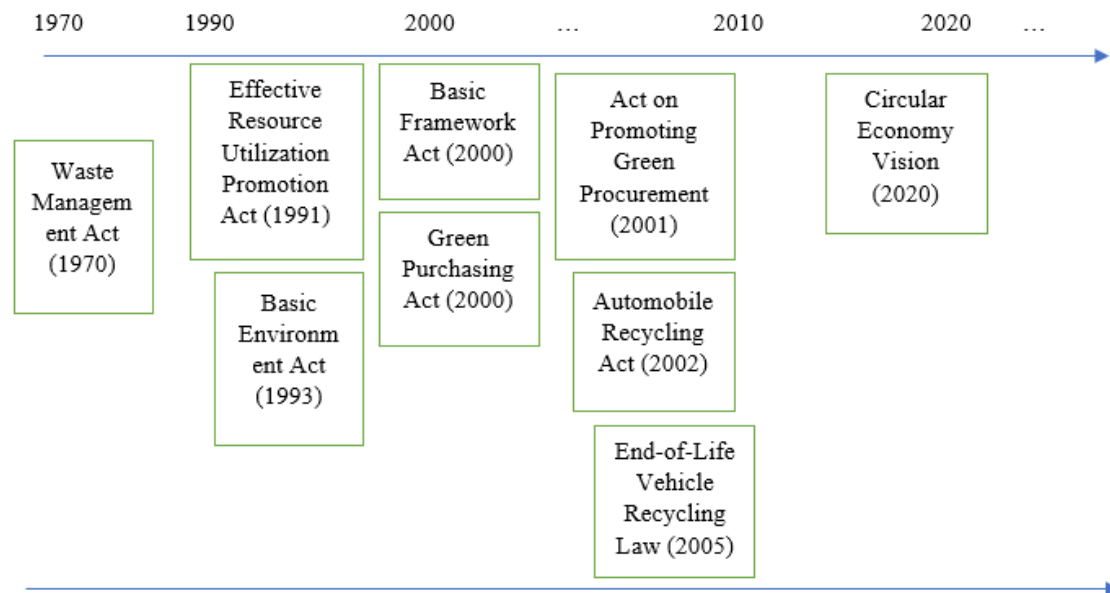 1970 1990 2000 ... 2010 2020 ...
Waste
Managem
ent Act
(1970)
Effective
Resource
Utilization
Promotion
Act (1991)
Basic
Environm
ent Act
(1993)
Basic
Framework
Act (2000)
Green
Purchasing
Act (2000)
Act on
Promoting
Green
Procurement
(2001)
Automobile
Recycling
Act (2002)
End-of-Life
Vehicle
Recycling
Law (2005)
Circular
Economy
Vision
(2020)